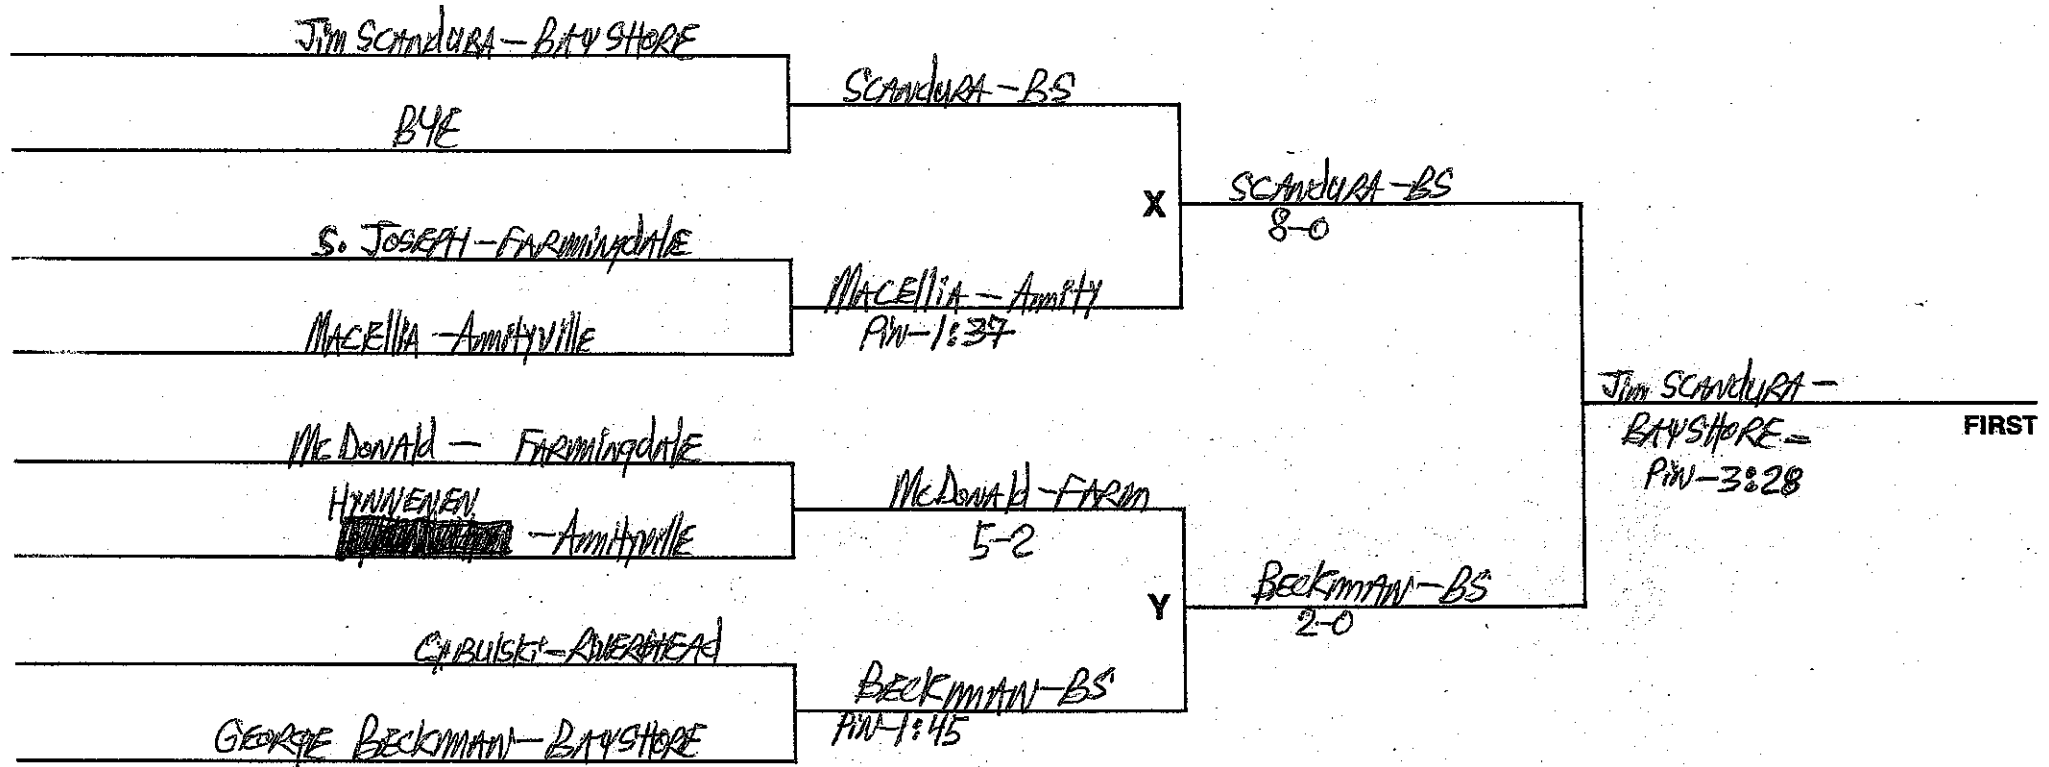 Jim SCANdURA - BAYSHORE
BYE
S. JOSEPH - FARMiNgdAlE
MACElliA - AmityvillE
McDONAld - FARMiNgdAlE
HYNNENEN
- AmityvillE
CYBUlSki - RIVERHEAd
GEORgE BECKMAN - BAYSHORE
SCANdURA - BS
MACElliA - Amity
PiN - 1:37
McDONAld - FARM
5-2
BECKMAN - BS
PiN - 1:45
X
SCANdURA - BS
8-0
Y
BECKMAN - BS
2-0
Jim SCANdURA -
BAYSHORE =
PiN - 3:28
FIRST